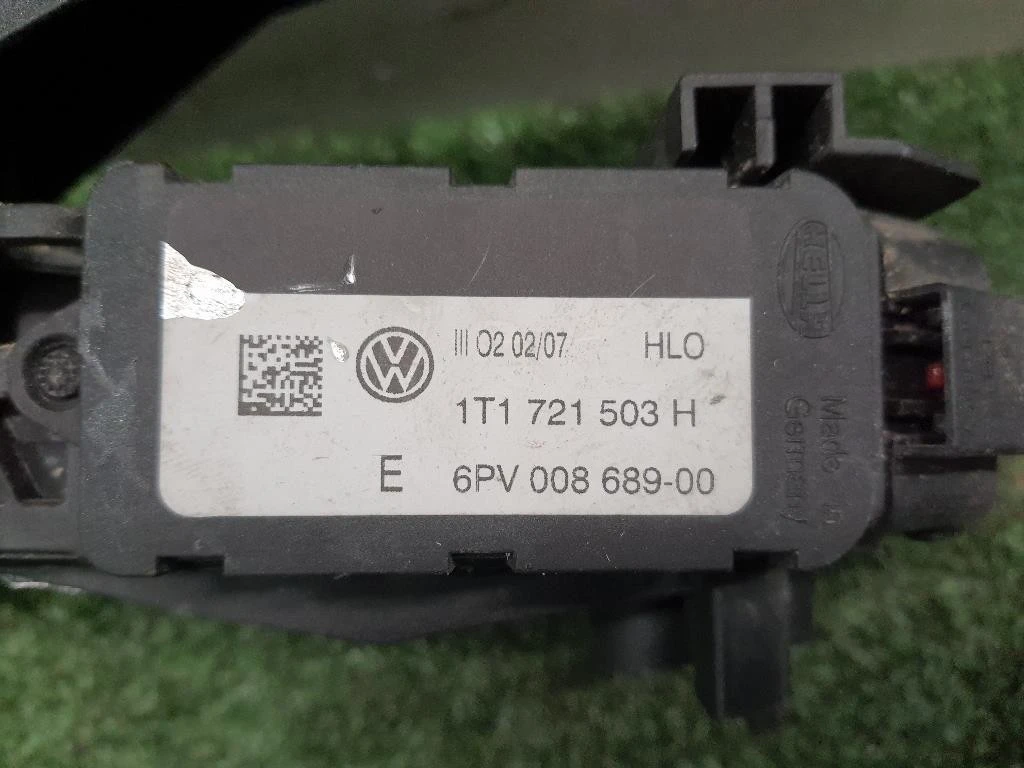 III O2 02/07 HLO
1T1 721 503 H
E 6PV 008 689-00
HELLA
Made in
Germany